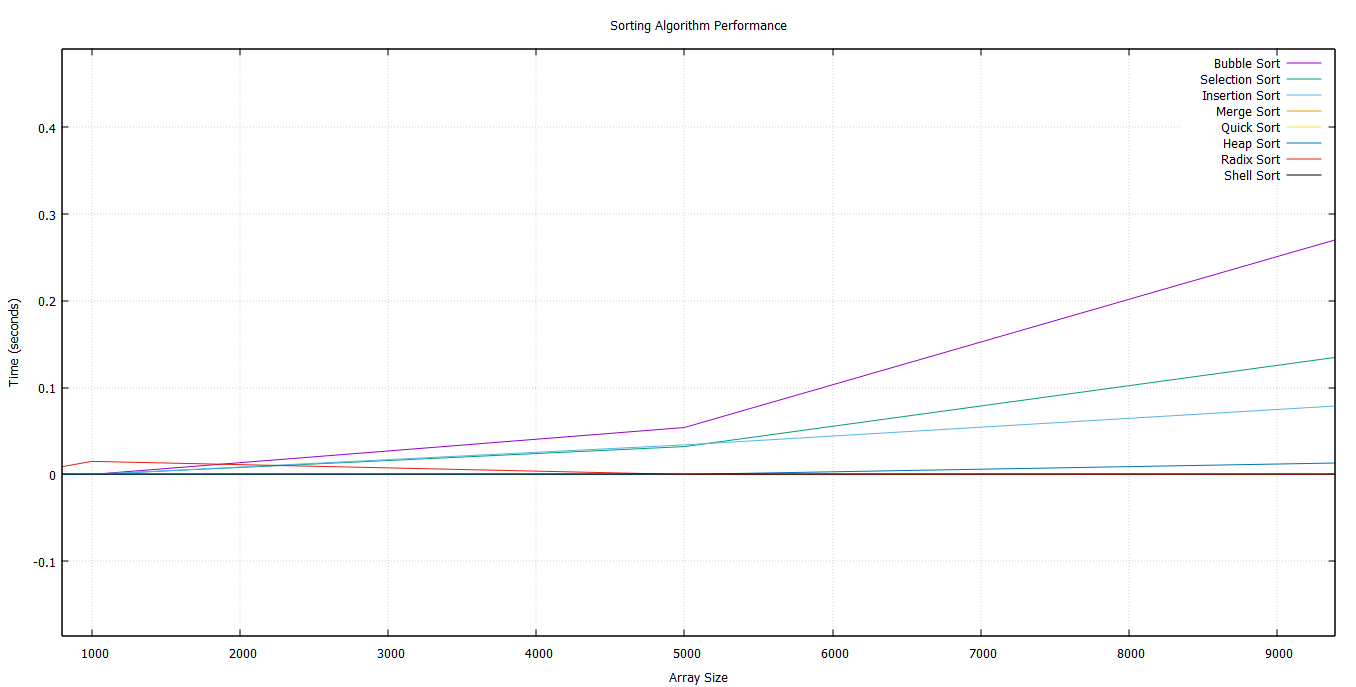 Sorting Algorithm Performance
Bubble Sort
Selection Sort
Insertion Sort
Merge Sort
Quick Sort
Heap Sort
Radix Sort
Shell Sort
0.4
0.3
0.2
0.1
0
-0.1
Time (seconds)
1000 2000 3000 4000 5000 6000 7000 8000 9000
Array Size